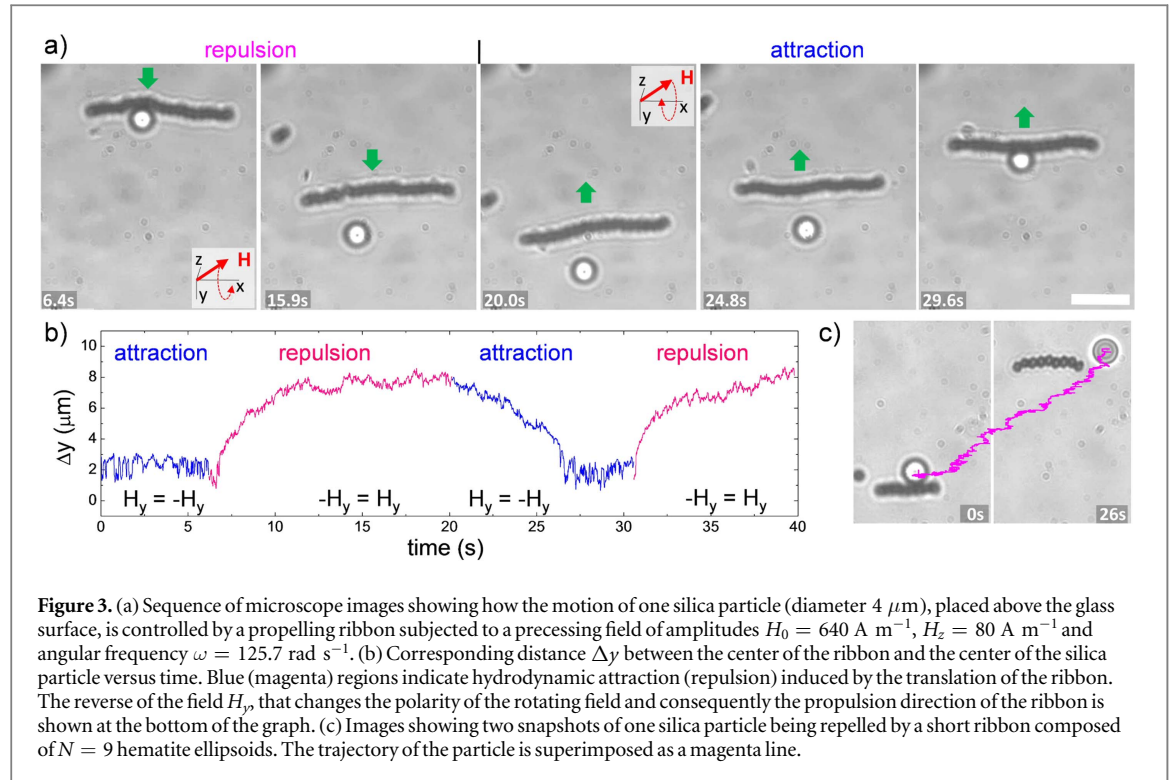 a)
repulsion
attraction
z
H
x
y
6.4s
15.9s
z
H
x
y
20.0s
24.8s
29.6s
b)
10
8
6
4
2
0
Δy (μm)
attraction
repulsion
attraction
repulsion
H_y = -H_y
-H_y = H_y
H_y = -H_y
-H_y = H_y
0 5 10 15 20 25 30 35 40
time (s)
c)
0s
26s
Figure 3. (a) Sequence of microscope images showing how the motion of one silica particle (diameter 4 μm), placed above the glass
surface, is controlled by a propelling ribbon subjected to a precessing field of amplitudes H₀ = 640 A m⁻¹, H_z = 80 A m⁻¹ and
angular frequency ω = 125.7 rad s⁻¹. (b) Corresponding distance Δy between the center of the ribbon and the center of the silica
particle versus time. Blue (magenta) regions indicate hydrodynamic attraction (repulsion) induced by the translation of the ribbon.
The reverse of the field H_y, that changes the polarity of the rotating field and consequently the propulsion direction of the ribbon is
shown at the bottom of the graph. (c) Images showing two snapshots of one silica particle being repelled by a short ribbon composed
of N = 9 hematite ellipsoids. The trajectory of the particle is superimposed as a magenta line.